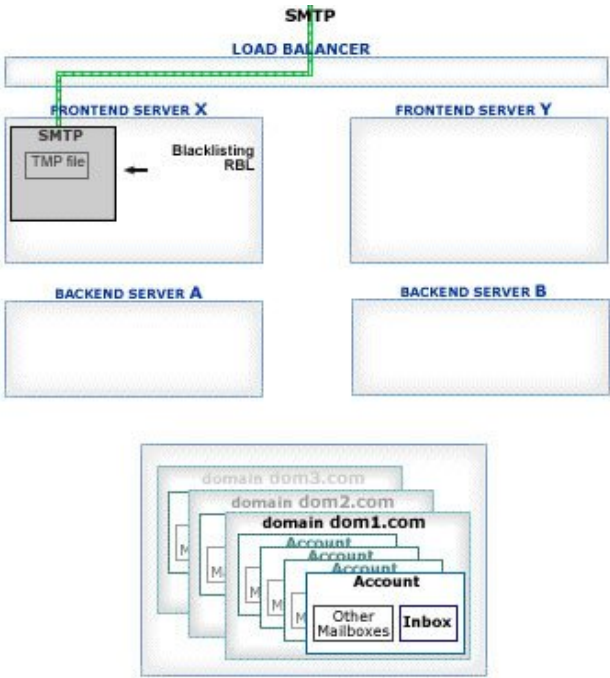 SMTP
LOAD BALANCER
FRONTEND SERVER X
FRONTEND SERVER Y
SMTP
TMP file
Blacklisting
RBL
BACKEND SERVER A
BACKEND SERVER B
domain dom3.com
domain dom2.com
domain dom1.com
Account
Account
Account
Account
M
Ma
M
M
M
Other
Mailboxes
Inbox